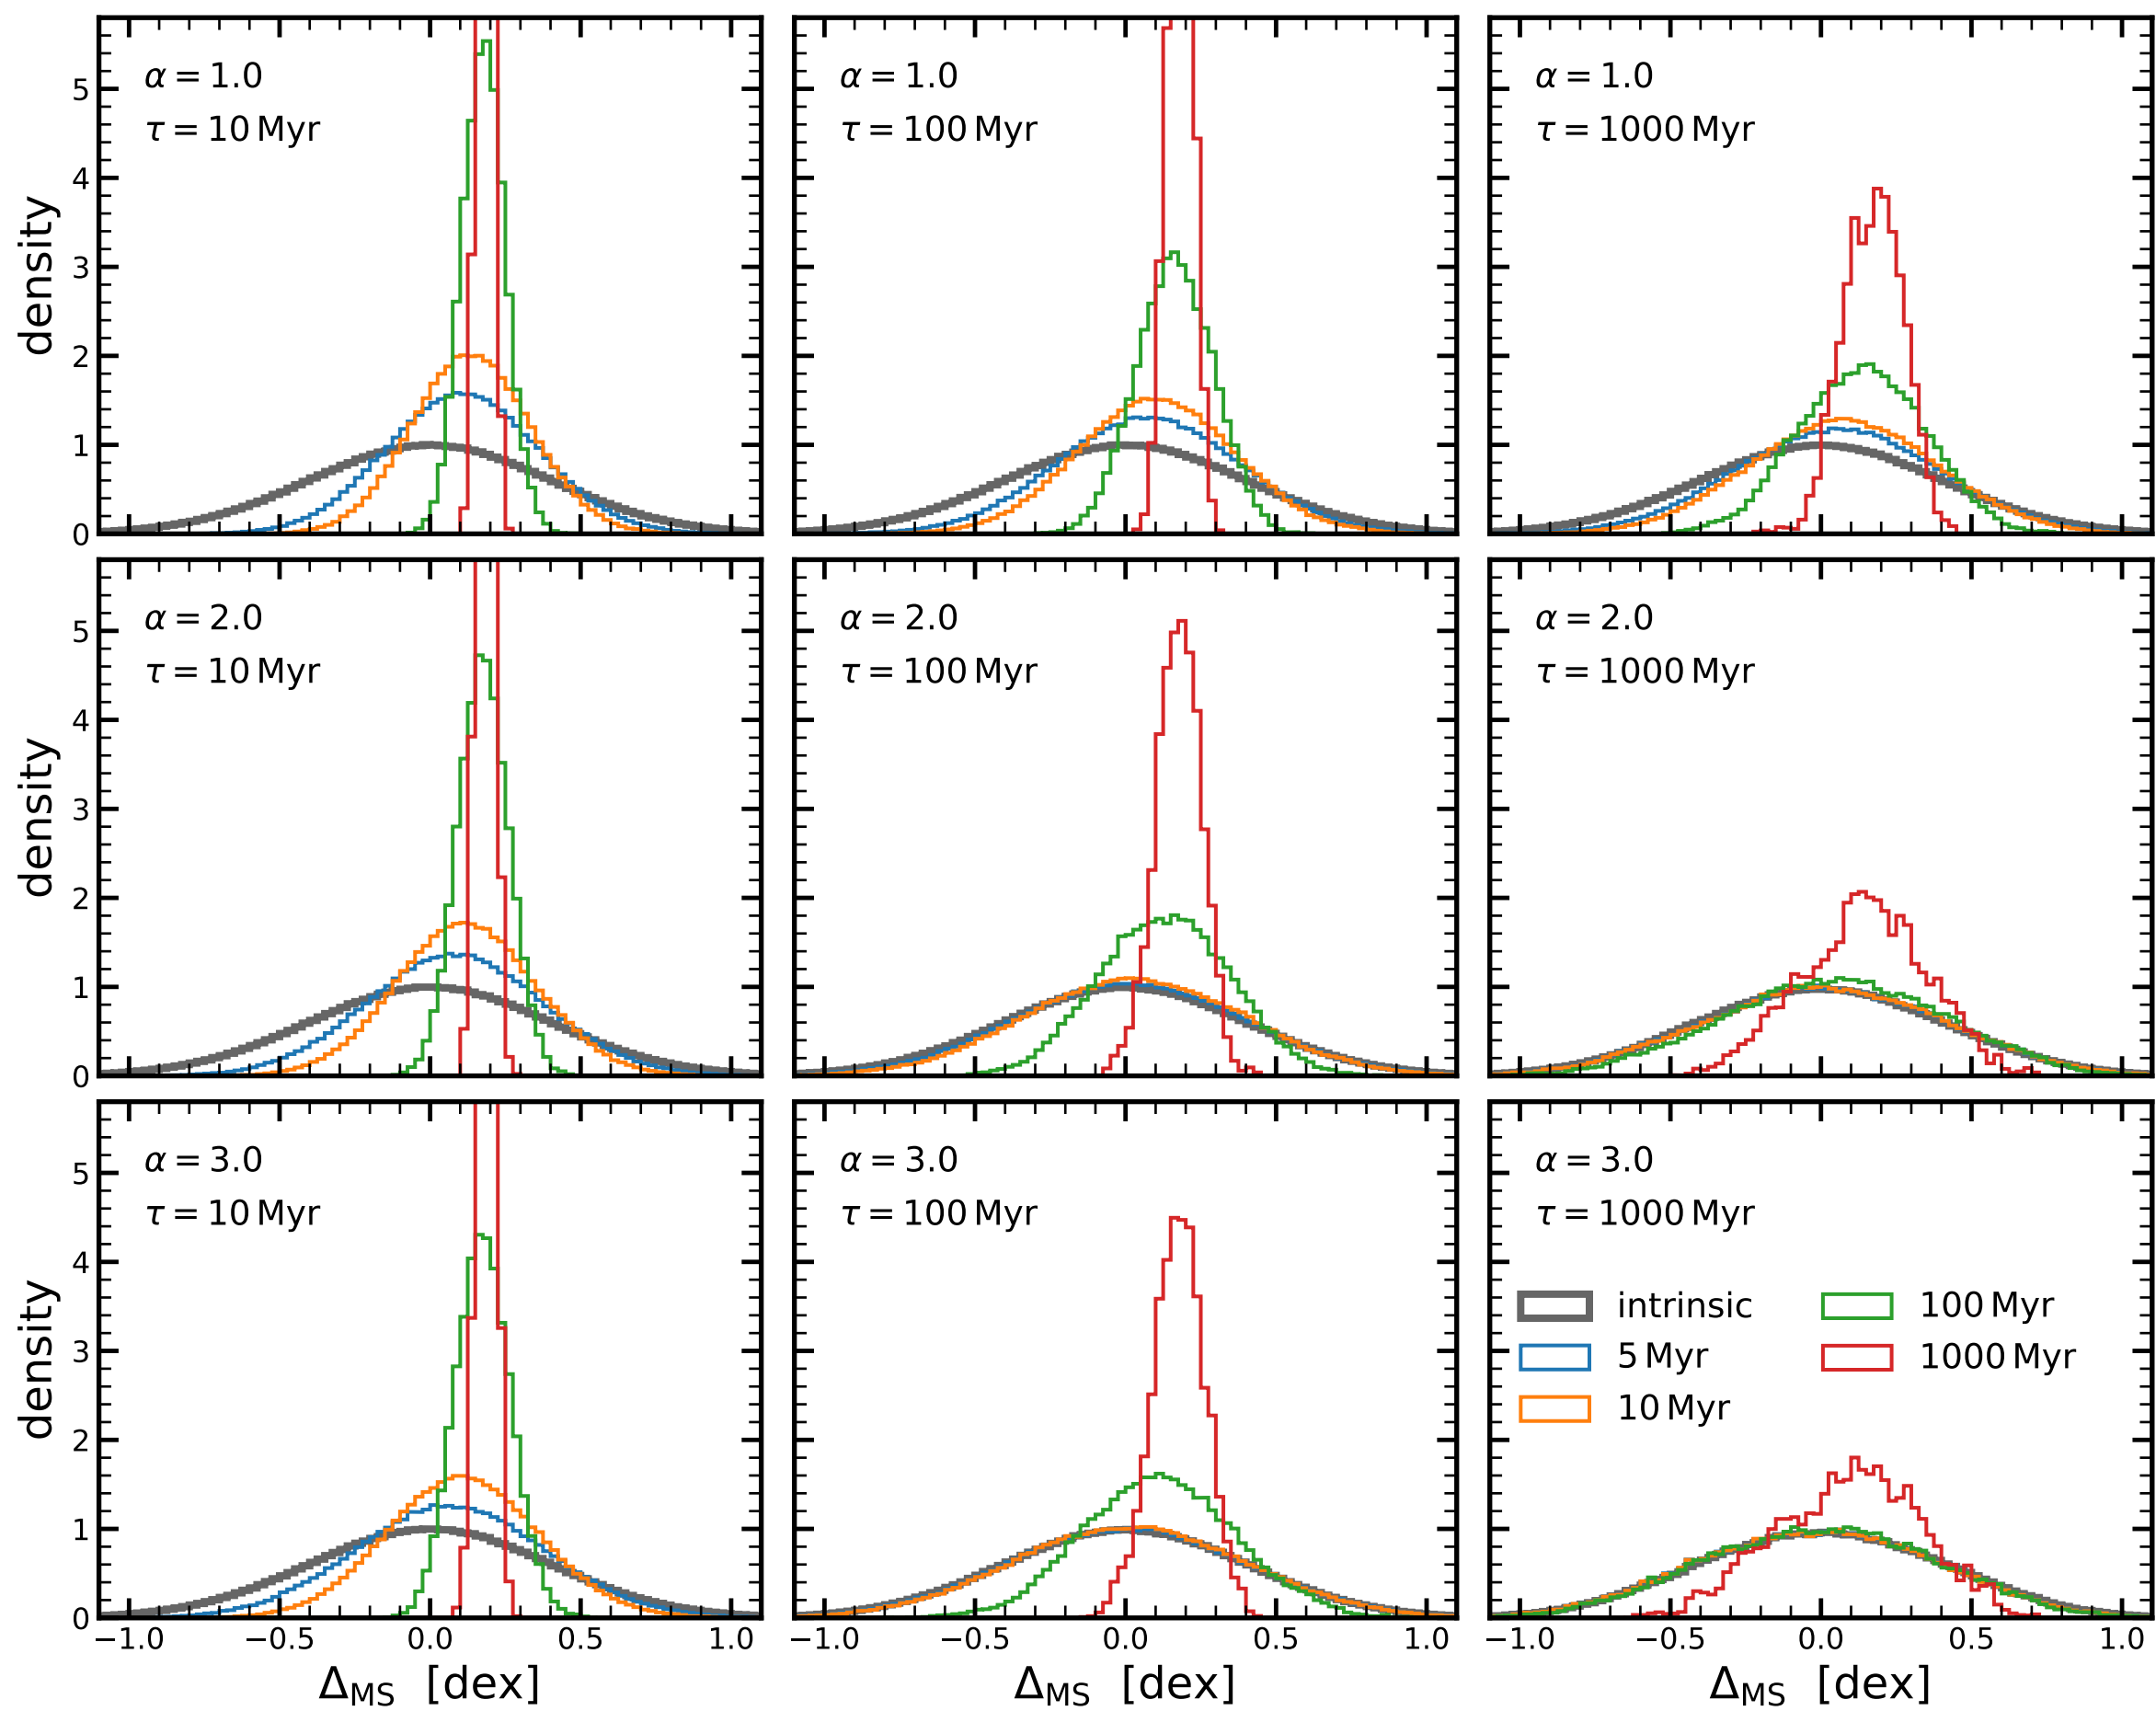 α = 1.0
τ = 10 Myr
α = 1.0
τ = 100 Myr
α = 1.0
τ = 1000 Myr
density
5
4
3
2
1
0
α = 2.0
τ = 10 Myr
α = 2.0
τ = 100 Myr
α = 2.0
τ = 1000 Myr
density
5
4
3
2
1
0
α = 3.0
τ = 10 Myr
α = 3.0
τ = 100 Myr
α = 3.0
τ = 1000 Myr
density
5
4
3
2
1
0
intrinsic
5 Myr
10 Myr
100 Myr
1000 Myr
−1.0 −0.5 0.0 0.5 1.0
−1.0 −0.5 0.0 0.5 1.0
−1.0 −0.5 0.0 0.5 1.0
Δ_MS [dex]
Δ_MS [dex]
Δ_MS [dex]